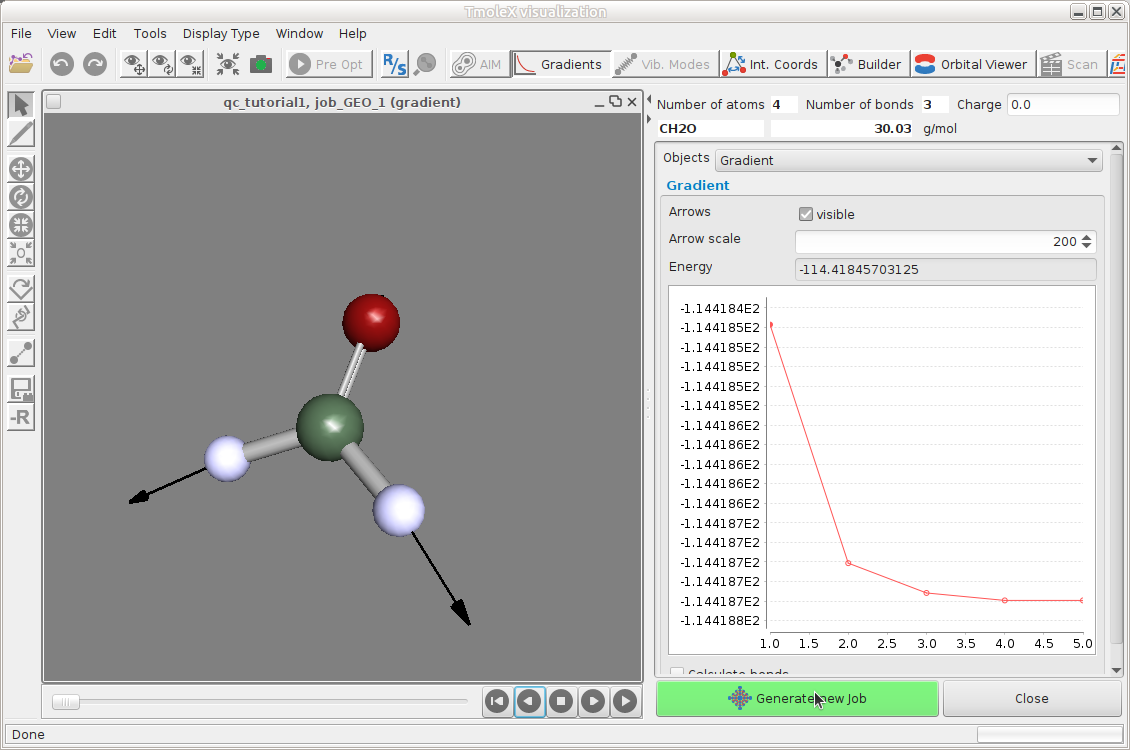 TmoleX visualization
File View Edit Tools Display Type Window Help
Pre Opt R/S AIM Gradients Vib. Modes Int. Coords Builder Orbital Viewer Scan
qc_tutorial1, job_GEO_1 (gradient)
-R
Number of atoms 4 Number of bonds 3 Charge 0.0
CH2O 30.03 g/mol
Objects Gradient
Gradient
Arrows visible
Arrow scale 200
Energy -114.41845703125
-1.144184E2
-1.144185E2
-1.144185E2
-1.144185E2
-1.144185E2
-1.144185E2
-1.144186E2
-1.144186E2
-1.144186E2
-1.144186E2
-1.144186E2
-1.144187E2
-1.144187E2
-1.144187E2
-1.144187E2
-1.144187E2
-1.144188E2
1.0 1.5 2.0 2.5 3.0 3.5 4.0 4.5 5.0
Calculate bonds
Generate new Job Close
Done